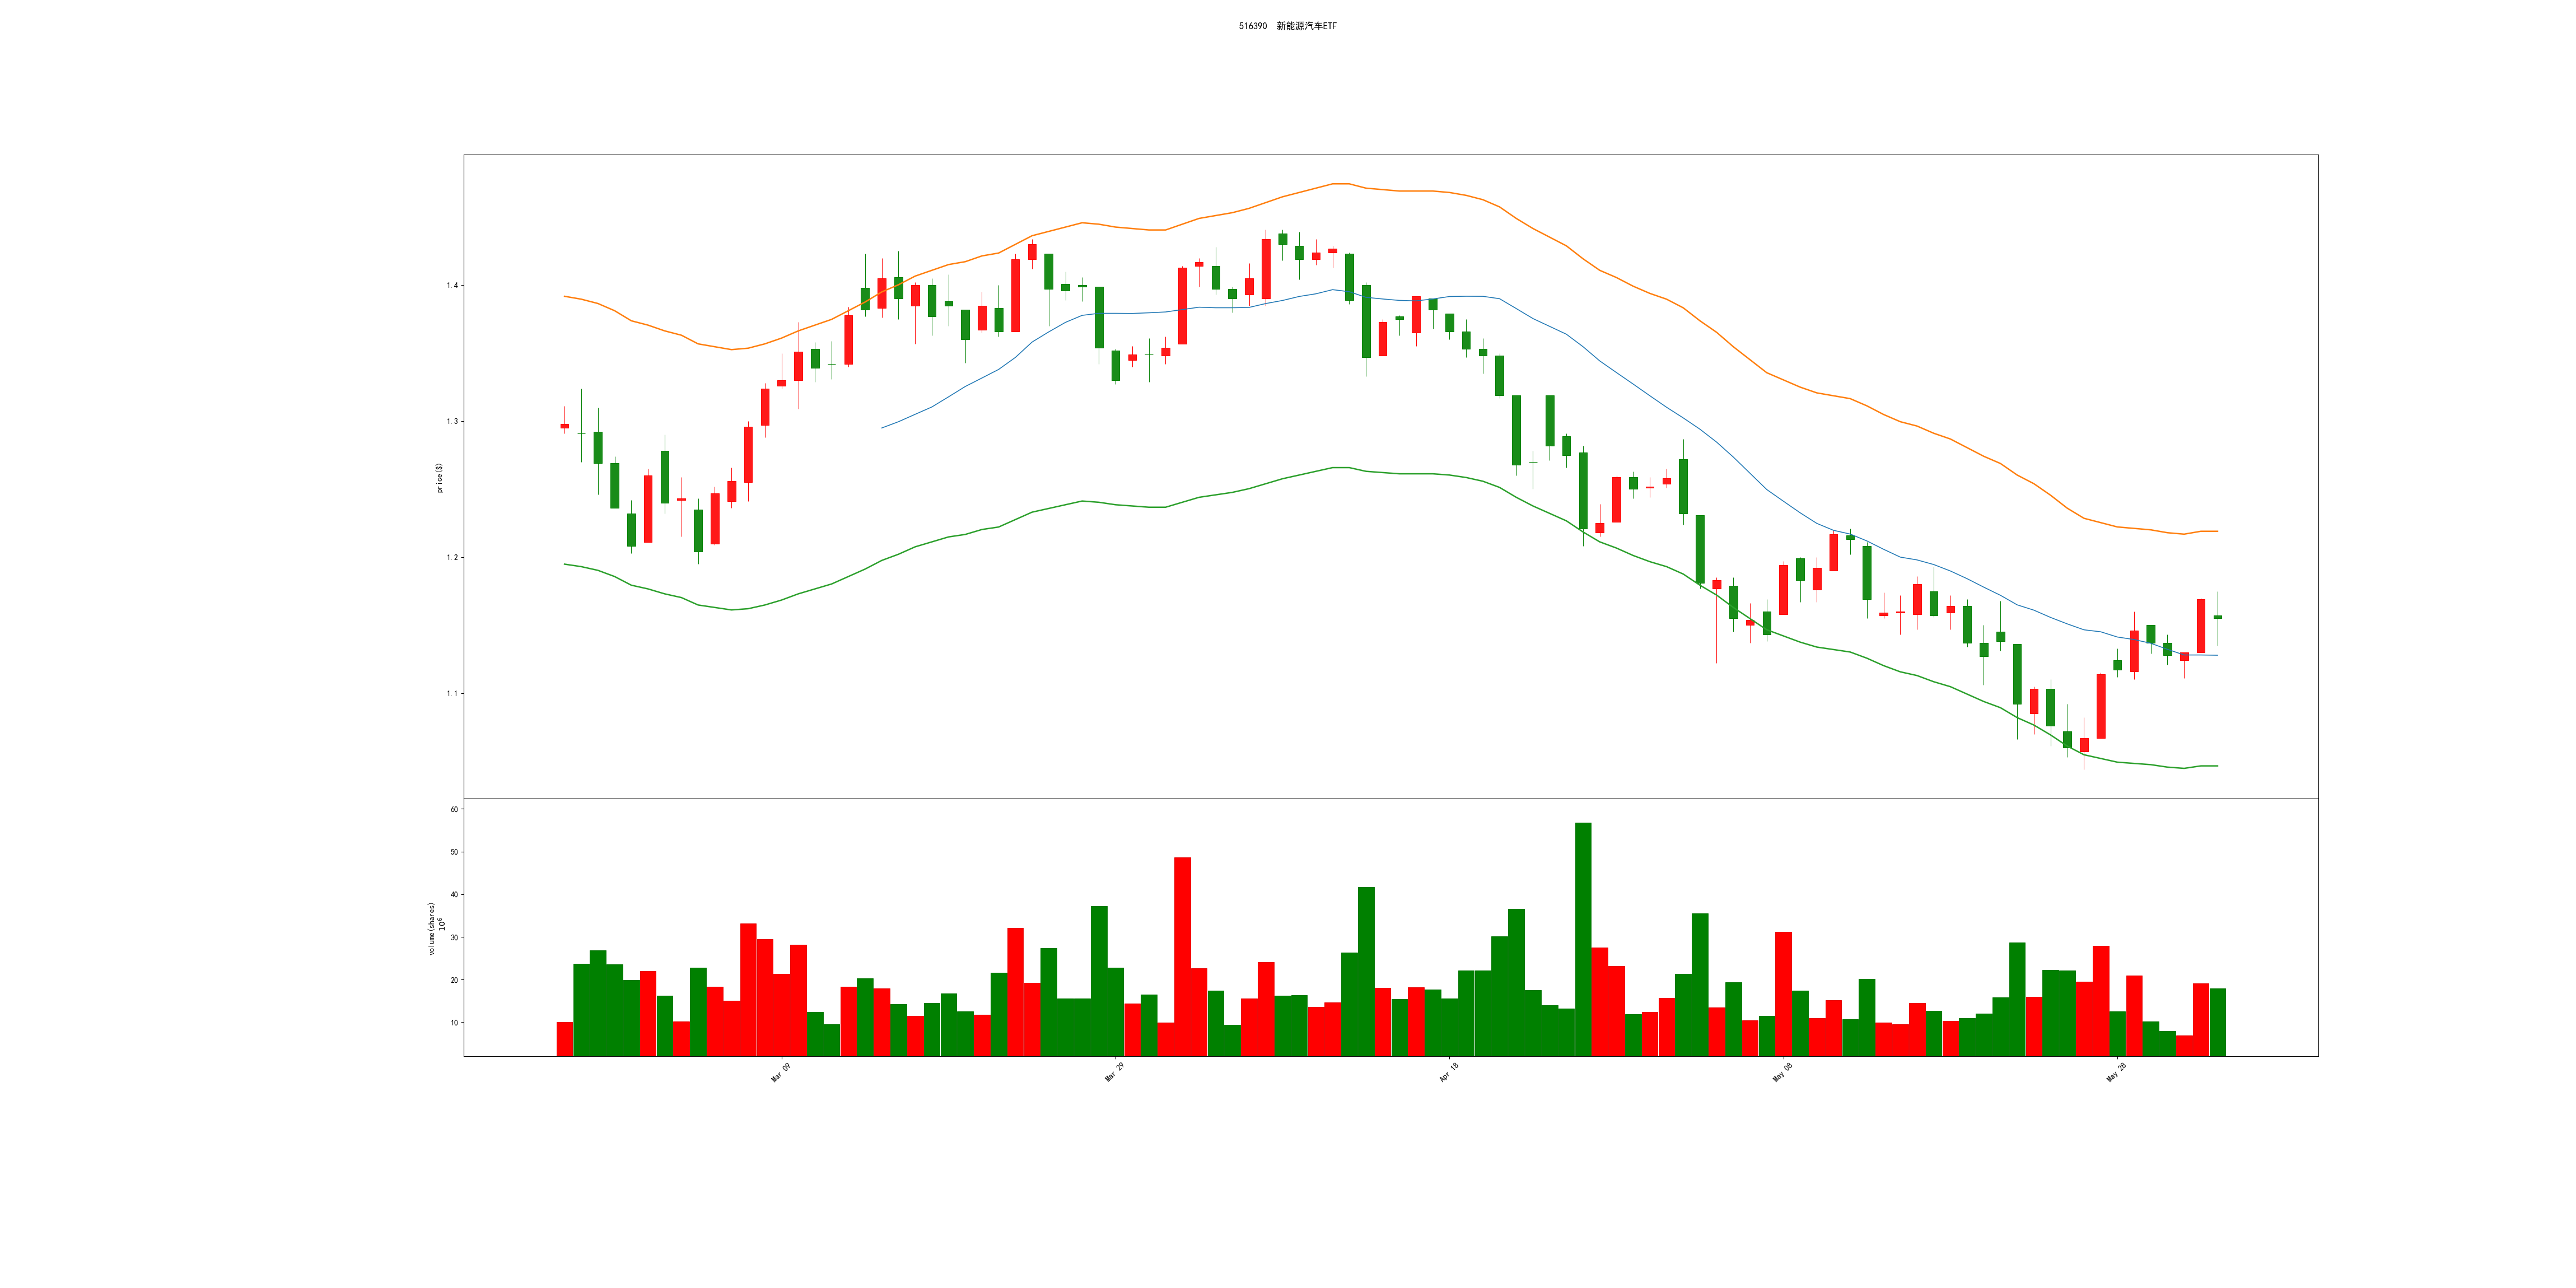 516390  新能源汽车ETF
price($)
1.4
1.3
1.2
1.1
volume(shares)
10^6
60
50
40
30
20
10
Mar 09
Mar 29
Apr 18
May 08
May 28